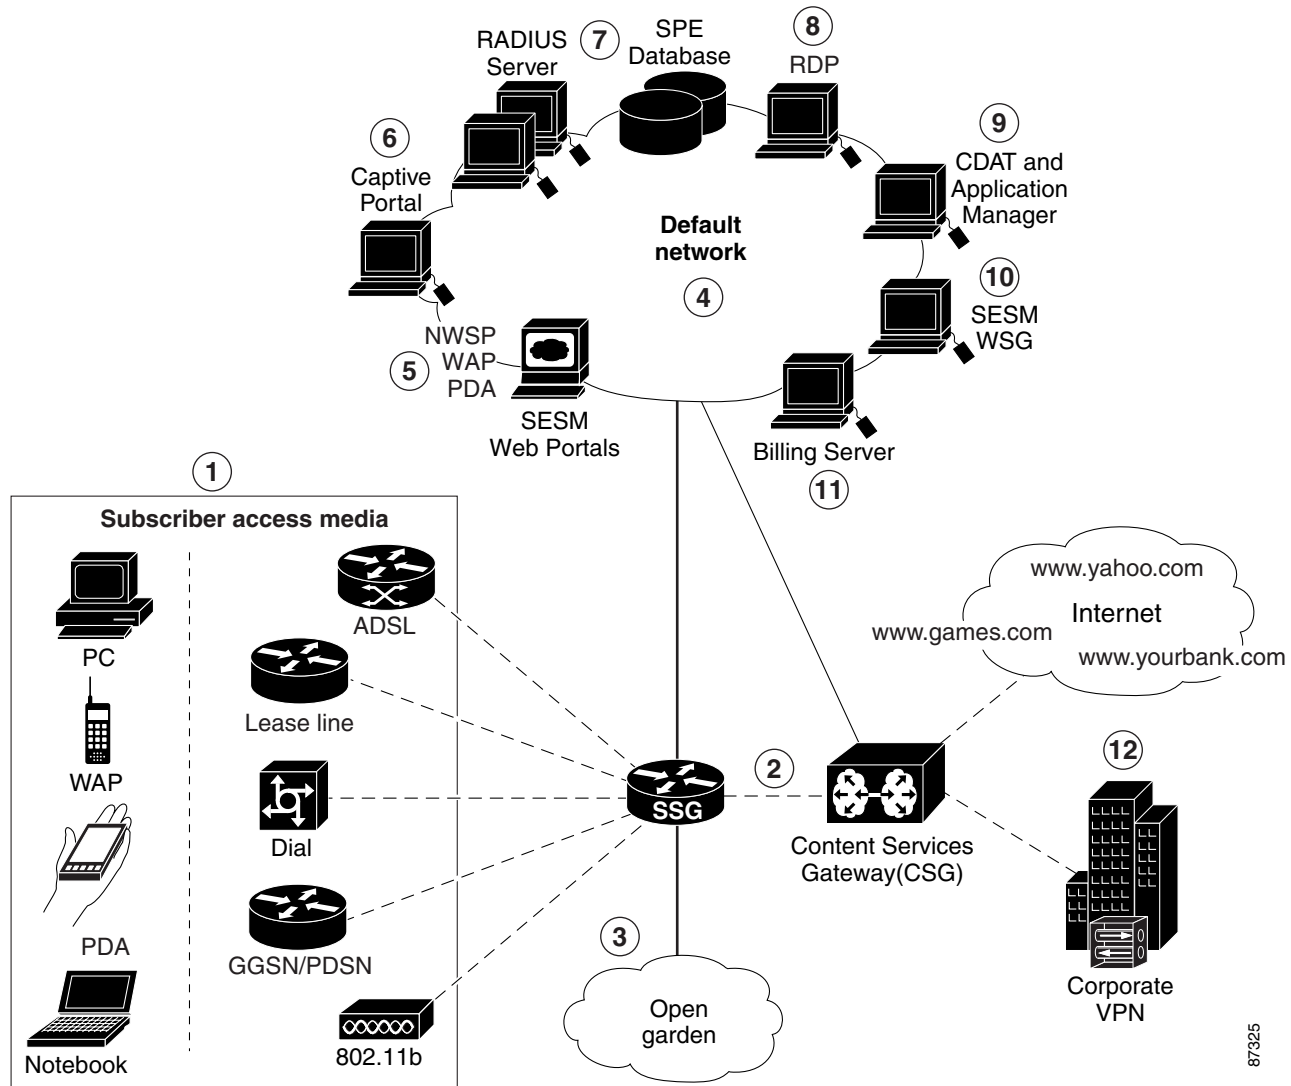 RADIUS
Server
7
SPE
Database
8
RDP
6
Captive
Portal
9
CDAT and
Application
Manager
Default
network
4
10
SESM
WSG
NWSP
WAP
PDA
5
SESM
Web Portals
Billing Server
11
1
Subscriber access media
PC
WAP
PDA
Notebook
ADSL
Lease line
Dial
GGSN/PDSN
802.11b
SSG
2
Content Services
Gateway(CSG)
www.yahoo.com
Internet
www.games.com
www.yourbank.com
12
Corporate
VPN
3
Open
garden
87325